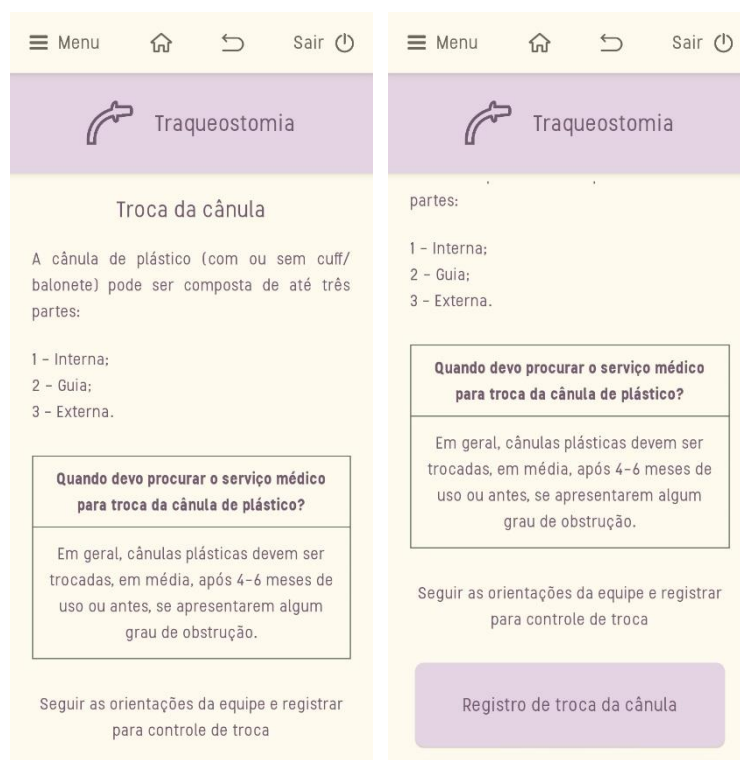 Menu
Sair
Traqueostomia
Troca da cânula
A cânula de plástico (com ou sem cuff/
balonete) pode ser composta de até três
partes:
1 – Interna;
2 – Guia;
3 – Externa.
Quando devo procurar o serviço médico
para troca da cânula de plástico?
Em geral, cânulas plásticas devem ser
trocadas, em média, após 4-6 meses de
uso ou antes, se apresentarem algum
grau de obstrução.
Seguir as orientações da equipe e registrar
para controle de troca
Menu
Sair
Traqueostomia
partes:
1 – Interna;
2 – Guia;
3 – Externa.
Quando devo procurar o serviço médico
para troca da cânula de plástico?
Em geral, cânulas plásticas devem ser
trocadas, em média, após 4-6 meses de
uso ou antes, se apresentarem algum
grau de obstrução.
Seguir as orientações da equipe e registrar
para controle de troca
Registro de troca da cânula